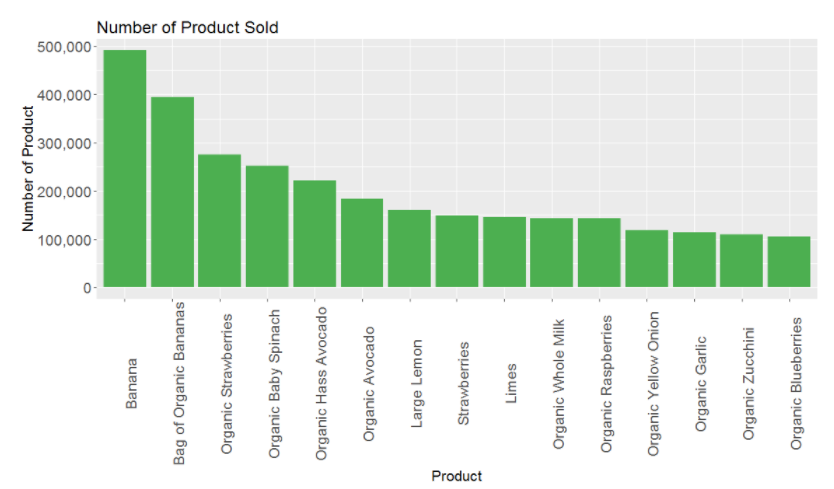 Number of Product Sold
Number of Product
500,000
400,000
300,000
200,000
100,000
0
Banana
Bag of Organic Bananas
Organic Strawberries
Organic Baby Spinach
Organic Hass Avocado
Organic Avocado
Large Lemon
Strawberries
Limes
Organic Whole Milk
Organic Raspberries
Organic Yellow Onion
Organic Garlic
Organic Zucchini
Organic Blueberries
Product